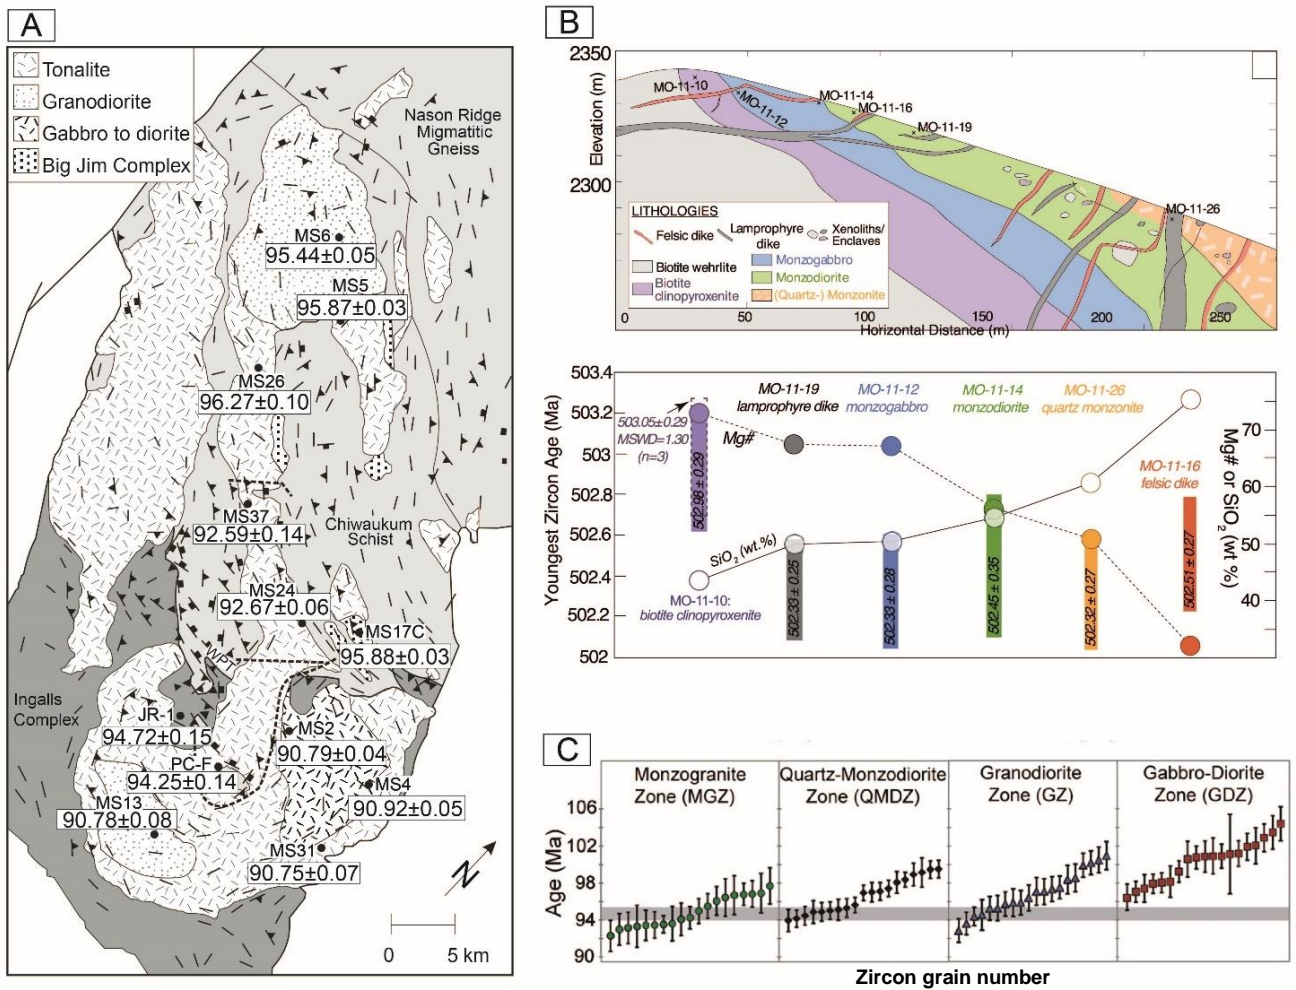 A
Tonalite
Granodiorite
Gabbro to diorite
Big Jim Complex
Nason Ridge
Migmatitic
Gneiss
MS6
95.44±0.05
MS5
95.87±0.03
MS26
96.27±0.10
MS37
92.59±0.14
Chiwaukum
Schist
MS24
92.67±0.06
MS17C
95.88±0.03
WPT
Ingalls
Complex
JR-1
94.72±0.15
MS2
90.79±0.04
PC-F
94.25±0.14
MS4
90.92±0.05
MS13
90.78±0.08
MS31
90.75±0.07
N
0 5 km
B
2350
2300
Elevation (m)
MO-11-10
MO-11-12
MO-11-14
MO-11-16
MO-11-19
MO-11-26
LITHOLOGIES
Felsic dike
Lamprophyre
dike
Xenoliths/
Enclaves
Biotite wehrlite
Biotite
clinopyroxenite
Monzogabbro
Monzodiorite
(Quartz-) Monzonite
0 50 100 150 200 250
Horizontal Distance (m)
503.4
503.2
503
502.8
502.6
502.4
502.2
502
Youngest Zircon Age (Ma)
MO-11-19
lamprophyre dike
MO-11-12
monzogabbro
MO-11-14
monzodiorite
MO-11-26
quartz monzonite
MO-11-16
felsic dike
503.05±0.29
MSWD=1.30
(n=3)
Mg#
SiO2 (wt.%)
MO-11-10:
biotite clinopyroxenite
502.98 ± 0.29
502.33 ± 0.25
502.33 ± 0.28
502.45 ± 0.35
502.32 ± 0.27
502.51 ± 0.27
70
60
50
40
Mg# or SiO2 (wt %)
C
Monzogranite
Zone (MGZ)
Quartz-Monzodiorite
Zone (QMDZ)
Granodiorite
Zone (GZ)
Gabbro-Diorite
Zone (GDZ)
106
102
98
94
90
Age (Ma)
Zircon grain number